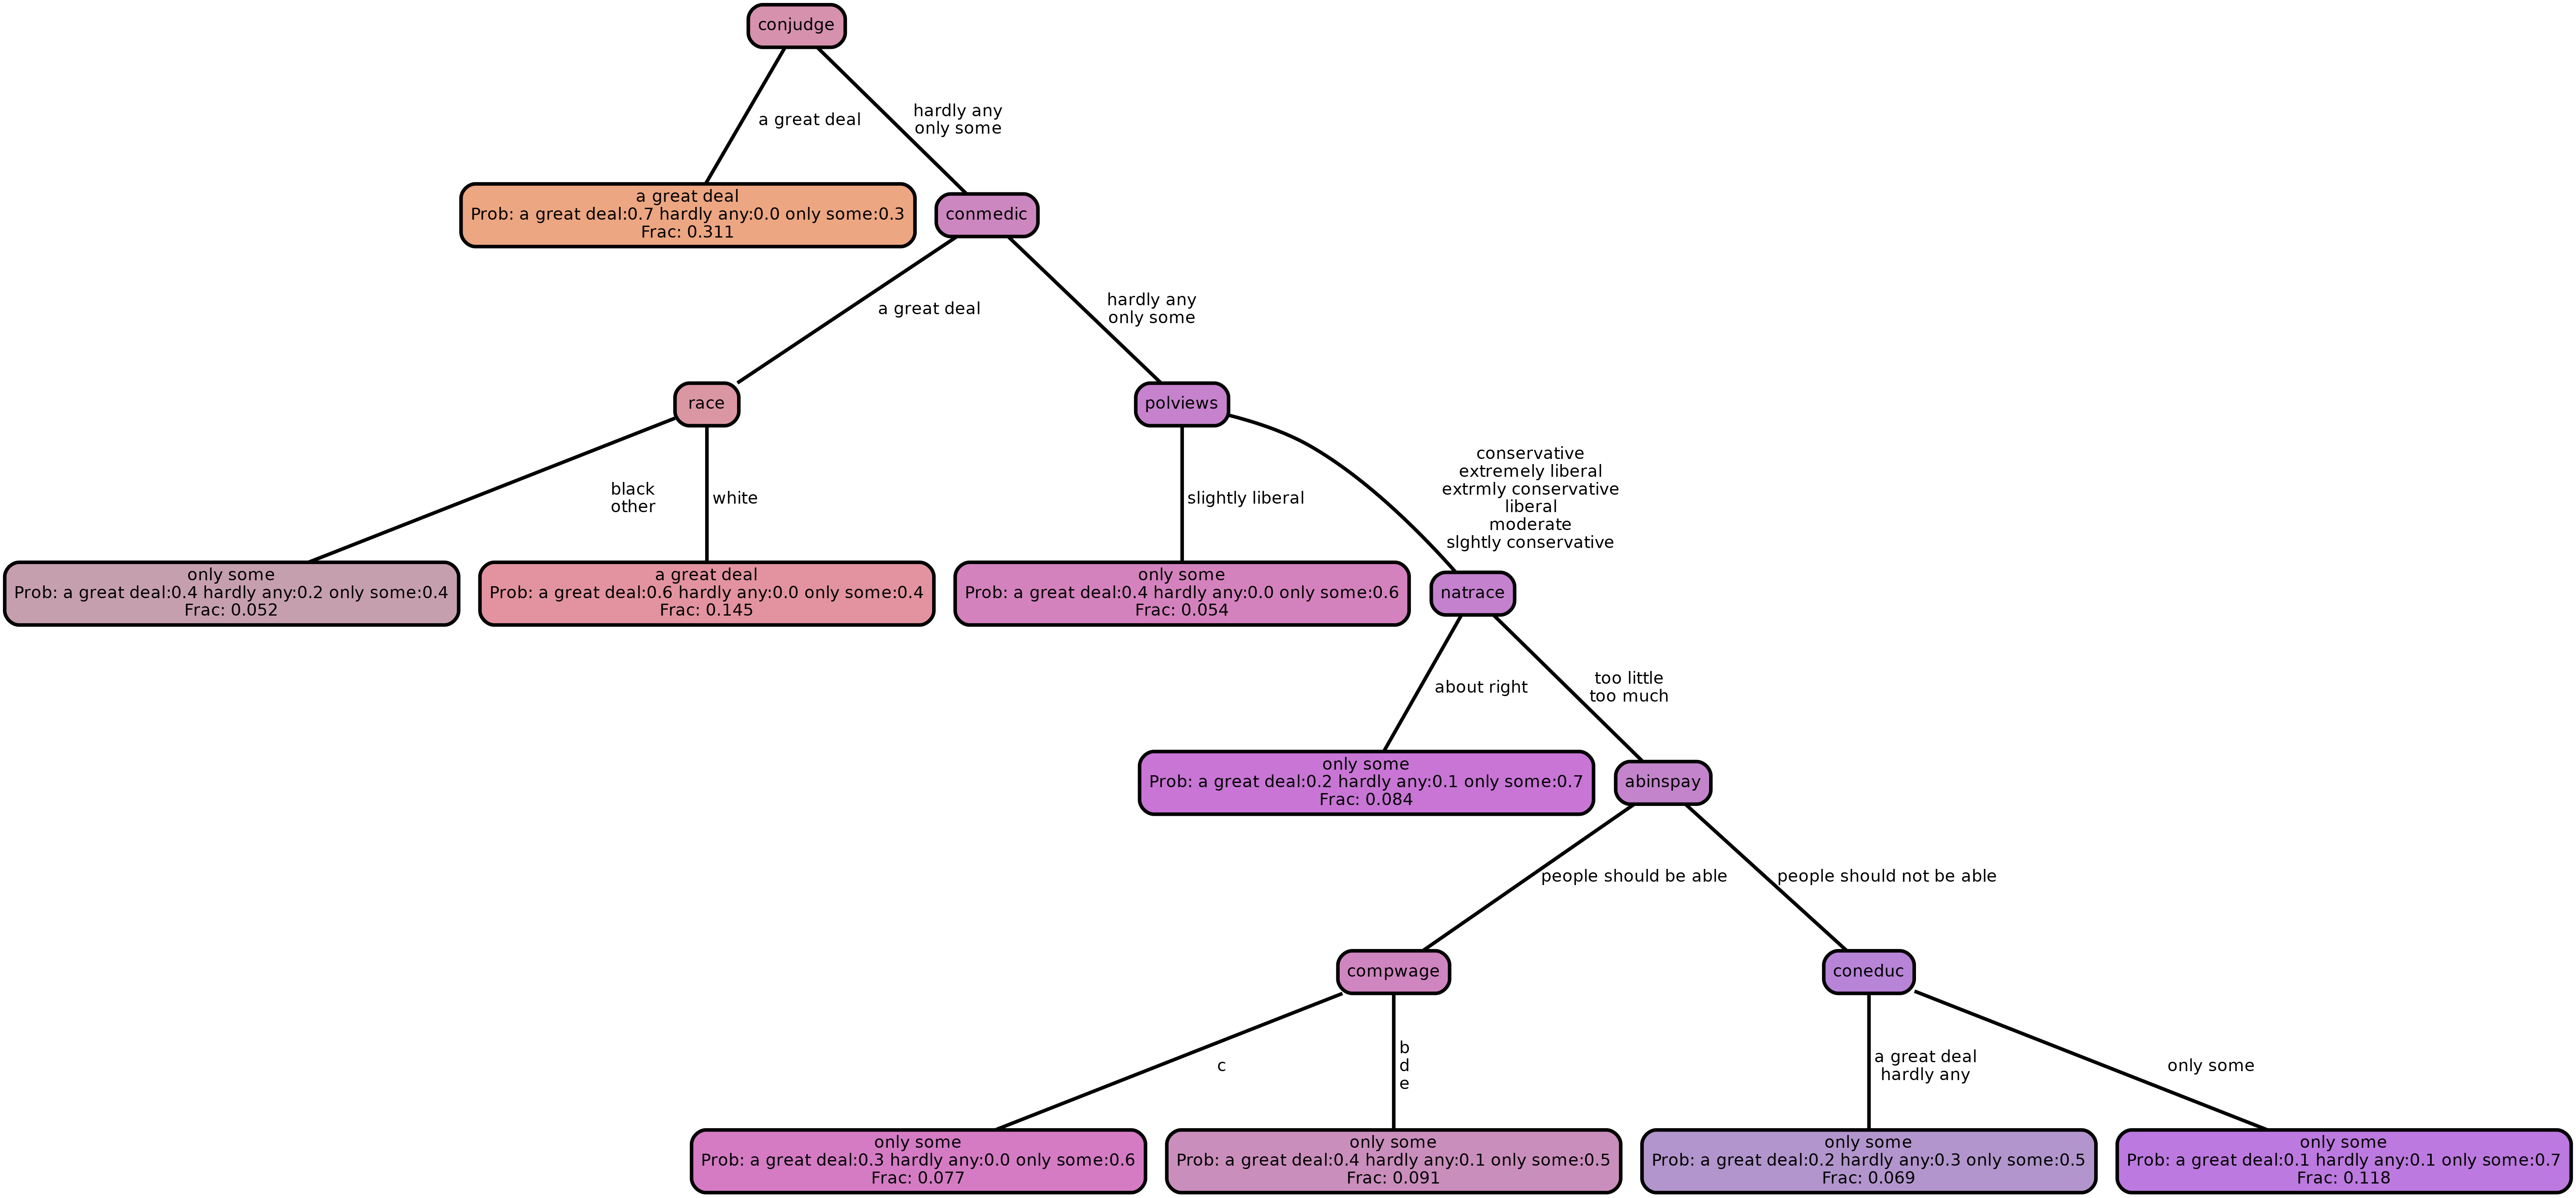 conjudge
a great deal
hardly any
only some
a great deal
Prob: a great deal:0.7 hardly any:0.0 only some:0.3
Frac: 0.311
conmedic
a great deal
hardly any
only some
race
polviews
black
other
white
slightly liberal
conservative
extremely liberal
extrmly conservative
liberal
moderate
slghtly conservative
only some
Prob: a great deal:0.4 hardly any:0.2 only some:0.4
Frac: 0.052
a great deal
Prob: a great deal:0.6 hardly any:0.0 only some:0.4
Frac: 0.145
only some
Prob: a great deal:0.4 hardly any:0.0 only some:0.6
Frac: 0.054
natrace
about right
too little
too much
only some
Prob: a great deal:0.2 hardly any:0.1 only some:0.7
Frac: 0.084
abinspay
people should be able
people should not be able
compwage
coneduc
c
b
d
e
a great deal
hardly any
only some
only some
Prob: a great deal:0.3 hardly any:0.0 only some:0.6
Frac: 0.077
only some
Prob: a great deal:0.4 hardly any:0.1 only some:0.5
Frac: 0.091
only some
Prob: a great deal:0.2 hardly any:0.3 only some:0.5
Frac: 0.069
only some
Prob: a great deal:0.1 hardly any:0.1 only some:0.7
Frac: 0.118